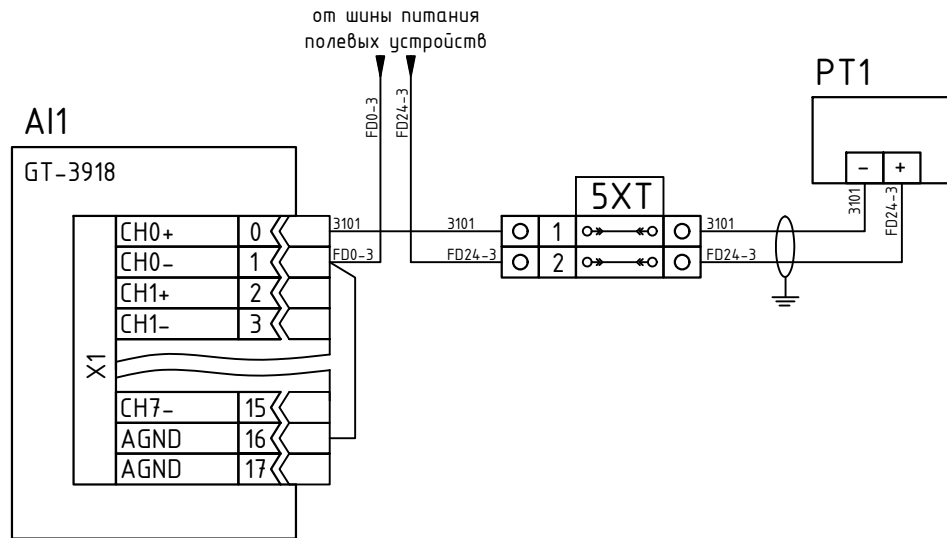 от шины питания
полевых устройств
FD0-3
FD24-3
PT1
- +
3101
FD24-3
AI1
GT-3918
X1
CH0+ 0 3101 3101 1 3101
CH0- 1 FD0-3 FD24-3 2 FD24-3
5XT
CH1+ 2
CH1- 3
CH7- 15
AGND 16
AGND 17